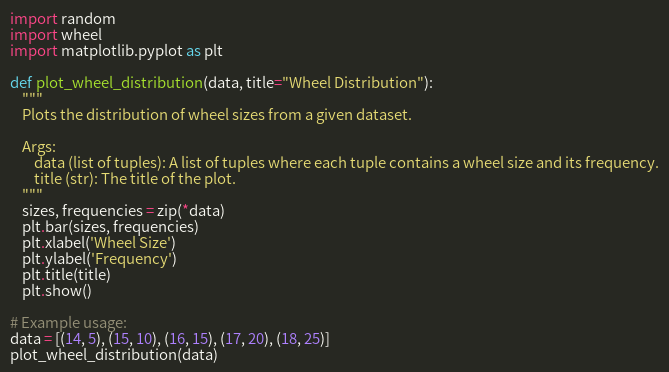 import random
import wheel
import matplotlib.pyplot as plt

def plot_wheel_distribution(data, title="Wheel Distribution"):
    """
    Plots the distribution of wheel sizes from a given dataset.

    Args:
        data (list of tuples): A list of tuples where each tuple contains a wheel size and its frequency.
        title (str): The title of the plot.
    """
    sizes, frequencies = zip(*data)
    plt.bar(sizes, frequencies)
    plt.xlabel('Wheel Size')
    plt.ylabel('Frequency')
    plt.title(title)
    plt.show()

# Example usage:
data = [(14, 5), (15, 10), (16, 15), (17, 20), (18, 25)]
plot_wheel_distribution(data)